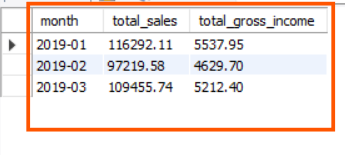 month total_sales total_gross_income
2019-01 116292.11 5537.95
2019-02 97219.58 4629.70
2019-03 109455.74 5212.40